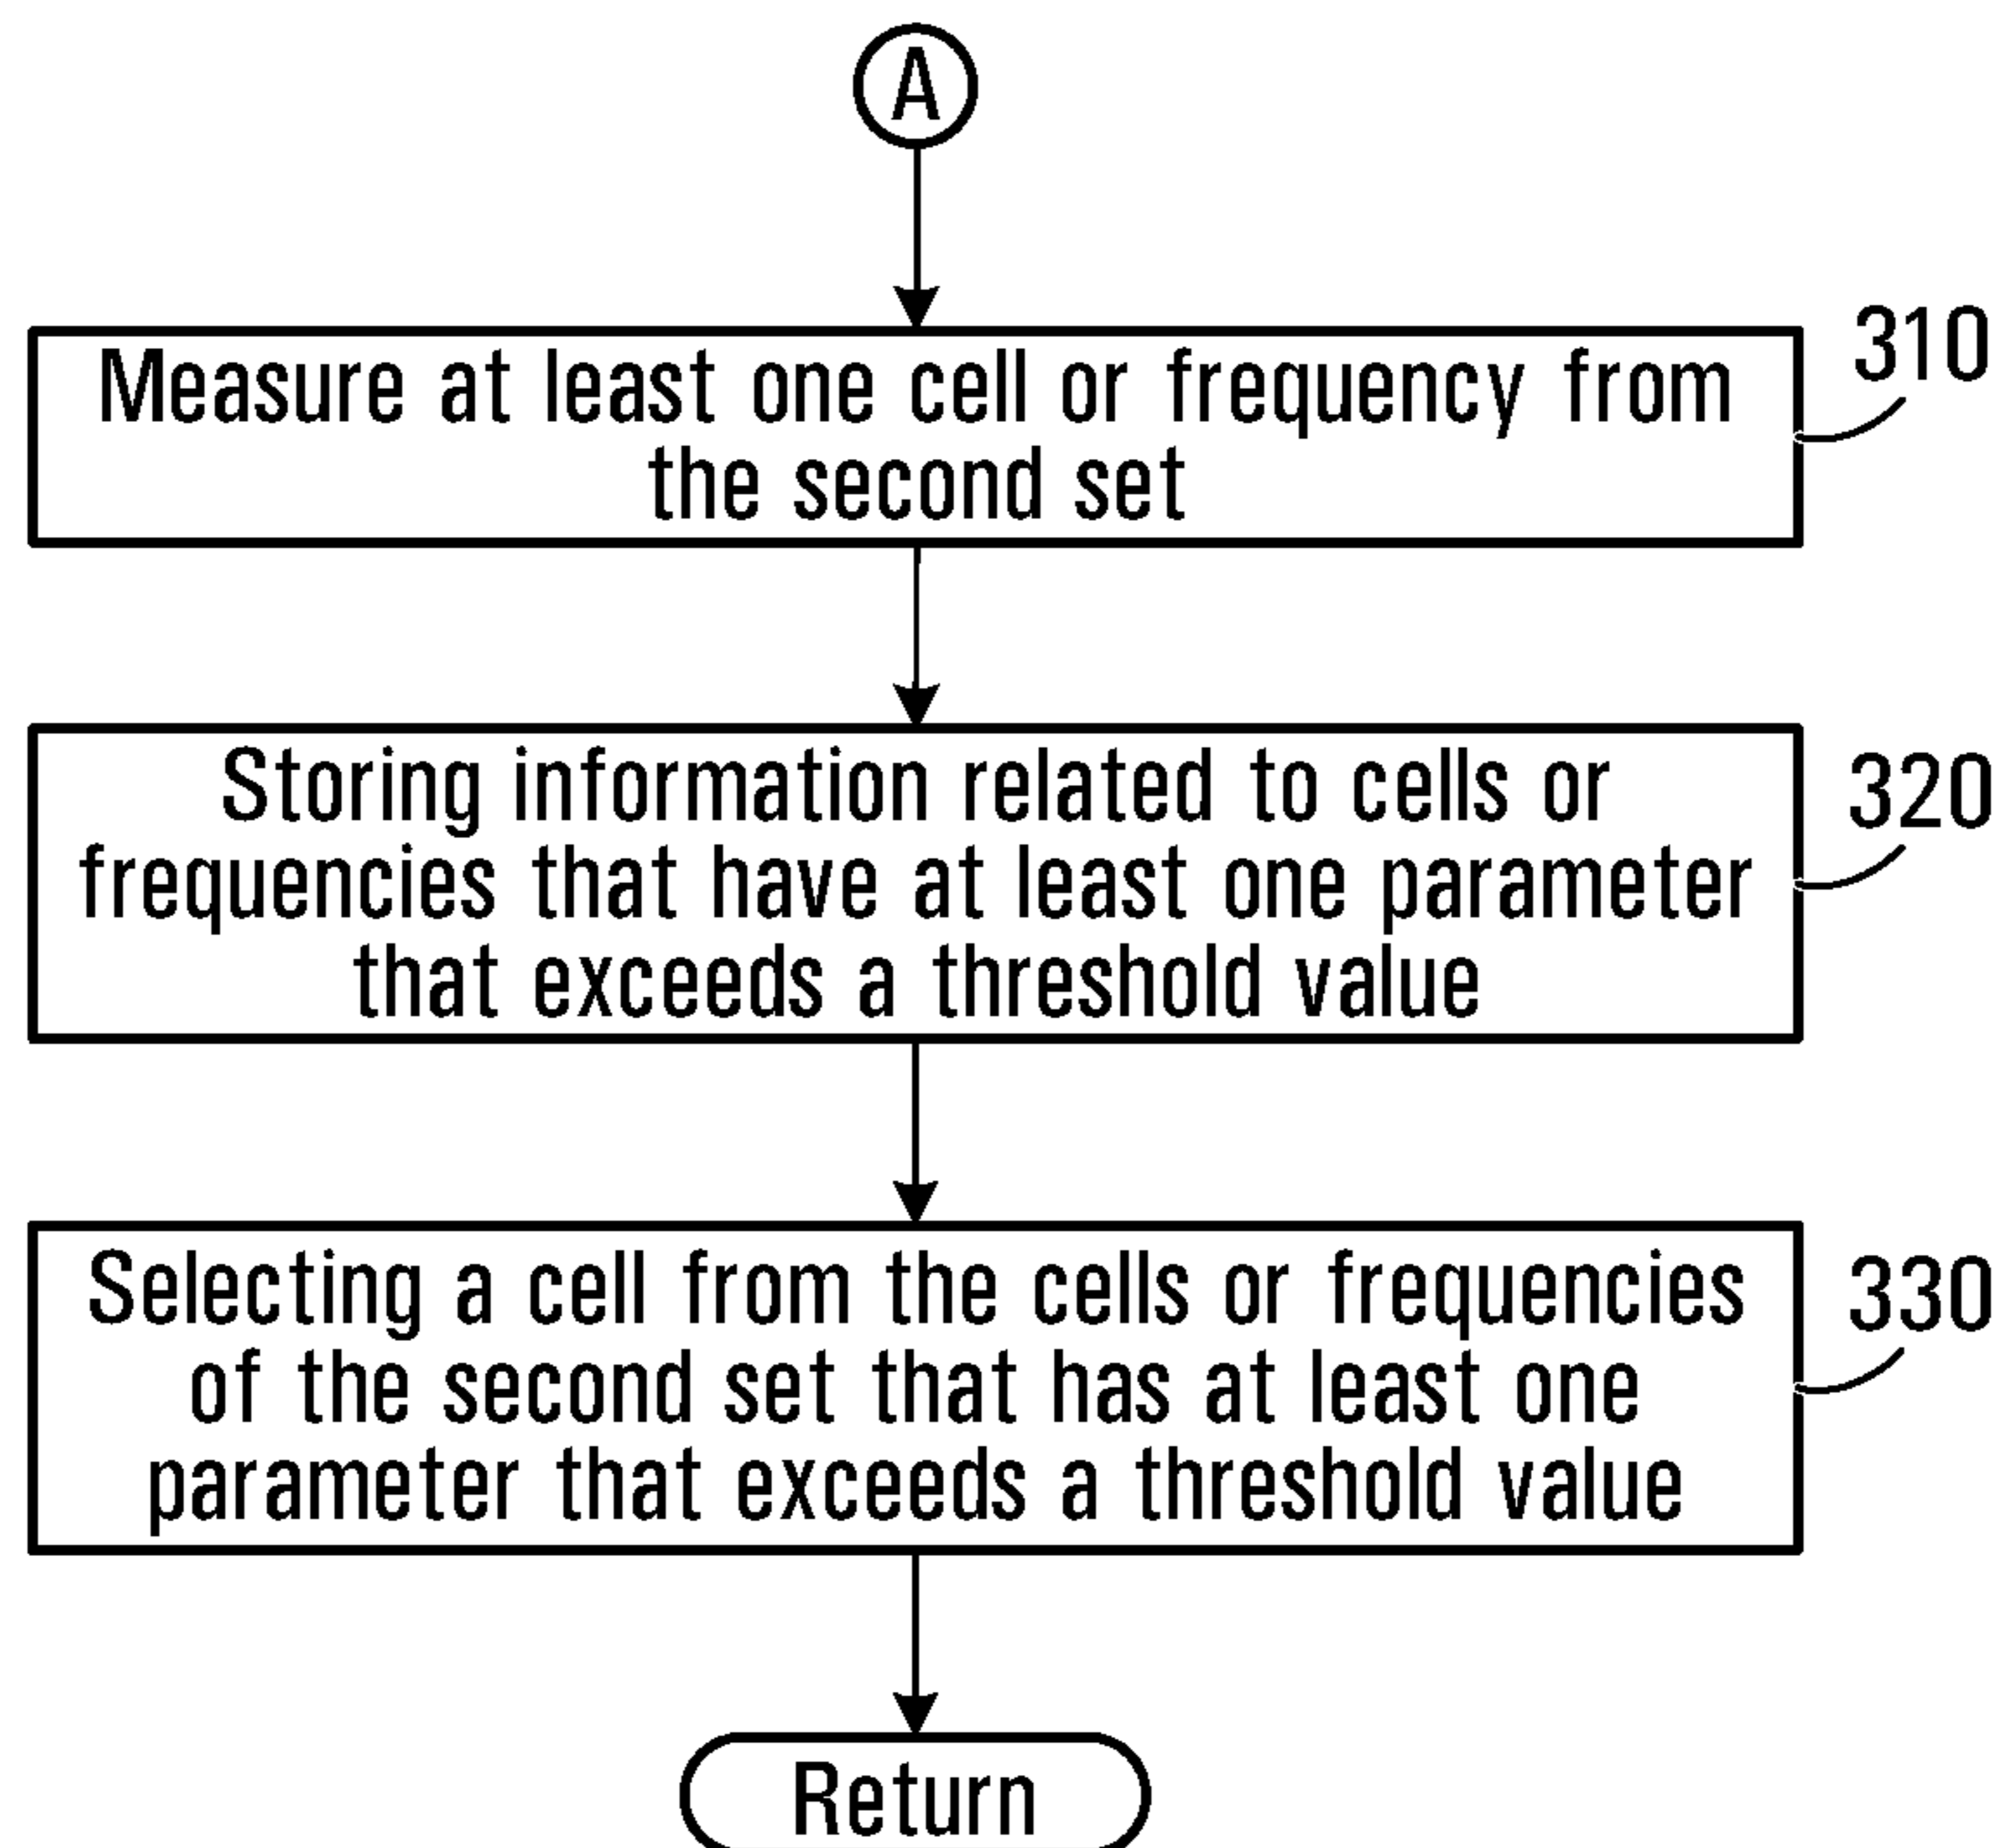 A
Measure at least one cell or frequency from
the second set
310
Storing information related to cells or
frequencies that have at least one parameter
that exceeds a threshold value
320
Selecting a cell from the cells or frequencies
of the second set that has at least one
parameter that exceeds a threshold value
330
Return